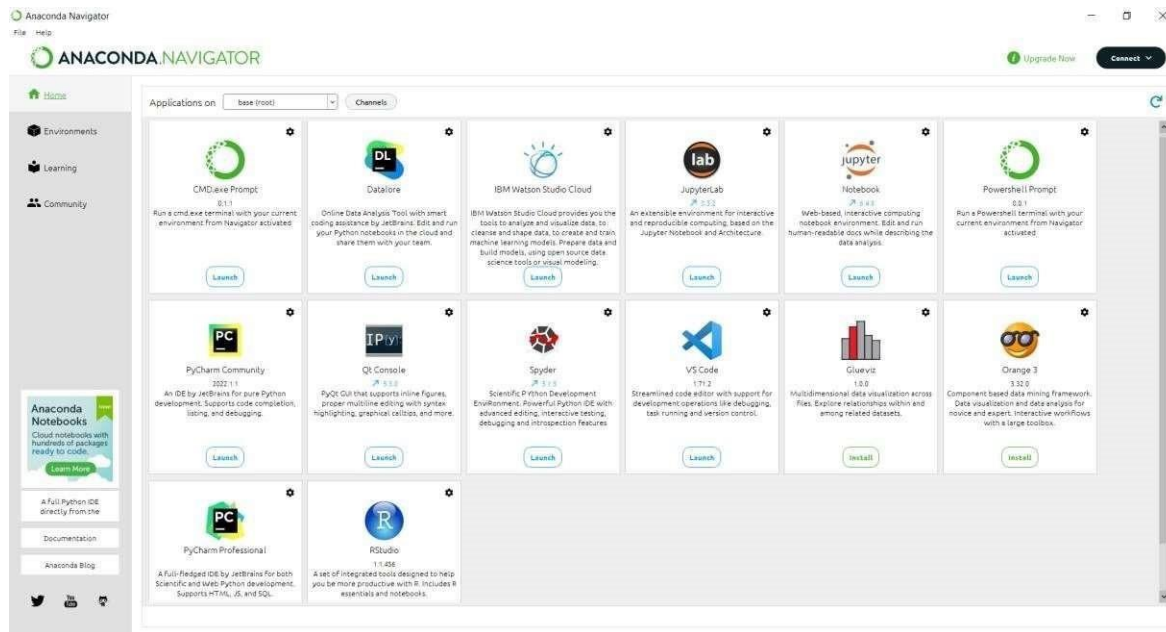 Anaconda Navigator
File Help
ANACONDA.NAVIGATOR
Upgrade Now
Connect
Home
Environments
Learning
Community
Applications on base (root) Channels
CMD.exe Prompt
0.1.1
Run a cmd.exe terminal with your current
environment from Navigator activated
Launch
DL
Datalore
Online Data Analysis Tool with smart
coding assistance by JetBrains. Edit and run
your Python notebooks in the cloud and
share them with your team.
Launch
IBM Watson Studio Cloud
IBM Watson Studio Cloud provides you the
tools to analyze and visualize data, to
cleanse and shape data, to create and train
machine learning models. Prepare data and
build models, using open source data
science tools or visual modeling.
Launch
lab
JupyterLab
An extensible environment for interactive
and reproducible computing, based on the
Jupyter Notebook and Architecture.
Launch
jupyter
Notebook
Web-based, interactive computing
notebook environment. Edit and run
human-readable docs while describing the
data analysis.
Launch
Powershell Prompt
0.0.1
Run a Powershell terminal with your
current environment from Navigator
activated
Launch
PC
PyCharm Community
2022.1.1
An IDE by JetBrains for pure Python
development. Supports code completion,
listing, and debugging.
Launch
IP[y]:
Qt Console
PyQt GUI that supports inline figures,
proper multiline editing with syntax
highlighting, graphical calltips, and more.
Launch
Spyder
Scientific PYthon Development
EnviRonment. Powerful Python IDE with
advanced editing, interactive testing,
debugging and introspection features
Launch
VS Code
1.71.2
Streamlined code editor with support for
development operations like debugging,
task running and version control.
Launch
Glueviz
1.0.0
Multidimensional data visualization across
files. Explore relationships within and
among related datasets.
Install
Orange 3
3.32.0
Component based data mining framework.
Data visualization and data analysis for
novice and expert. Interactive workflows
with a large toolbox.
Install
PC
PyCharm Professional
A full-fledged IDE by JetBrains for both
Scientific and Web Python development.
Supports HTML, JS, and SQL.
R
RStudio
1.1.456
A set of integrated tools designed to help
you be more productive with R. Includes R
essentials and notebooks.
Anaconda
Notebooks
Cloud notebooks with
hundreds of packages
ready to code.
Learn More
A full Python IDE
directly from the
Documentation
Anaconda Blog